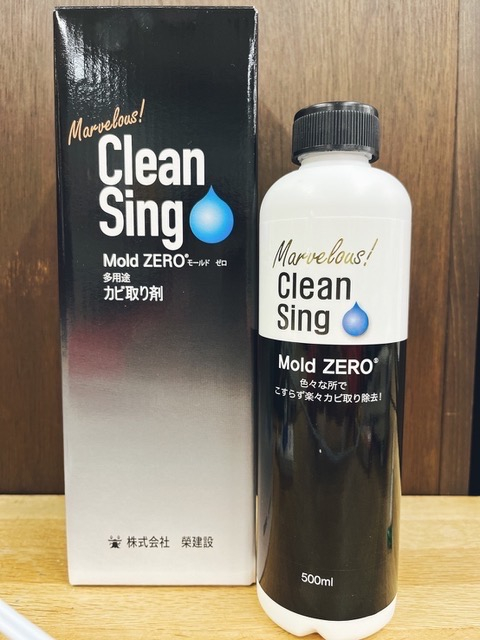 Marvelous!
Clean
Sing
Mold ZERO® モールド ゼロ
多用途
カビ取り剤
株式会社 榮建設
Marvelous!
Clean
Sing
Mold ZERO®
色々な所で
こすらず楽々カビ取り除去!
500ml